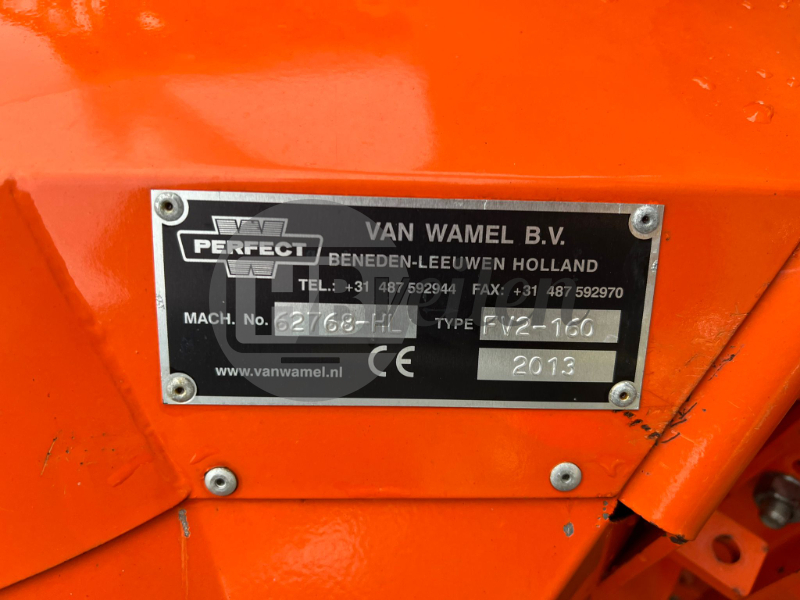 PERFECT
VAN WAMEL B.V.
BENEDEN-LEEUWEN HOLLAND
TEL.: +31 487 592944 FAX: +31 487 592970
MACH. No. 62768-HL TYPE PV2-160
2013
CE
www.vanwamel.nl